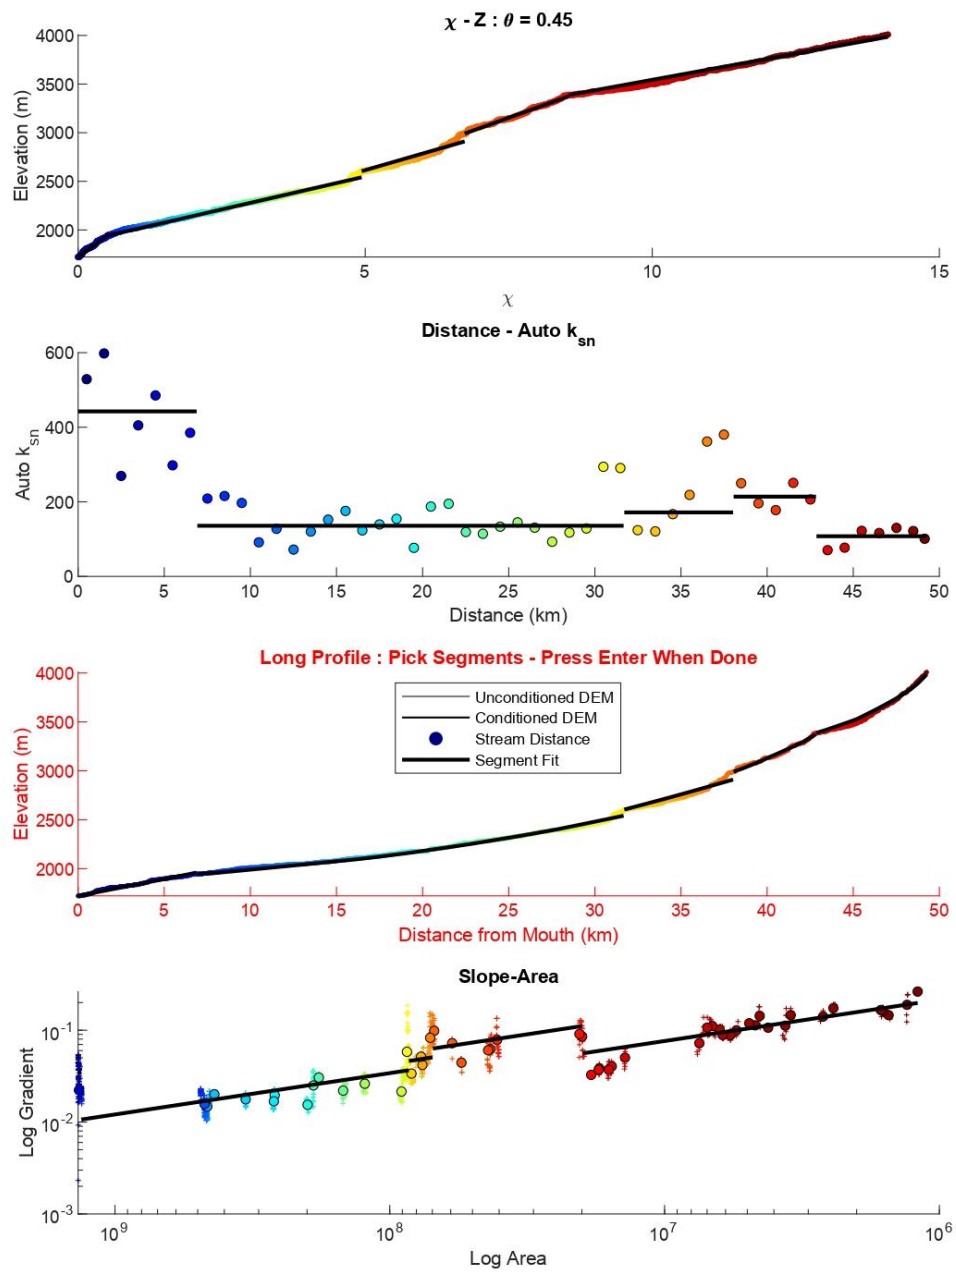 χ - Z : θ = 0.45
4000
3500
3000
2500
2000
Elevation (m)
0 5 10 15
χ
Distance - Auto ksn
600
400
200
0
Auto ksn
0 5 10 15 20 25 30 35 40 45 50
Distance (km)
Long Profile : Pick Segments - Press Enter When Done
4000
3500
3000
2500
2000
Elevation (m)
Unconditioned DEM
Conditioned DEM
Stream Distance
Segment Fit
0 5 10 15 20 25 30 35 40 45 50
Distance from Mouth (km)
Slope-Area
10-1
10-2
10-3
Log Gradient
109 108 107 106
Log Area